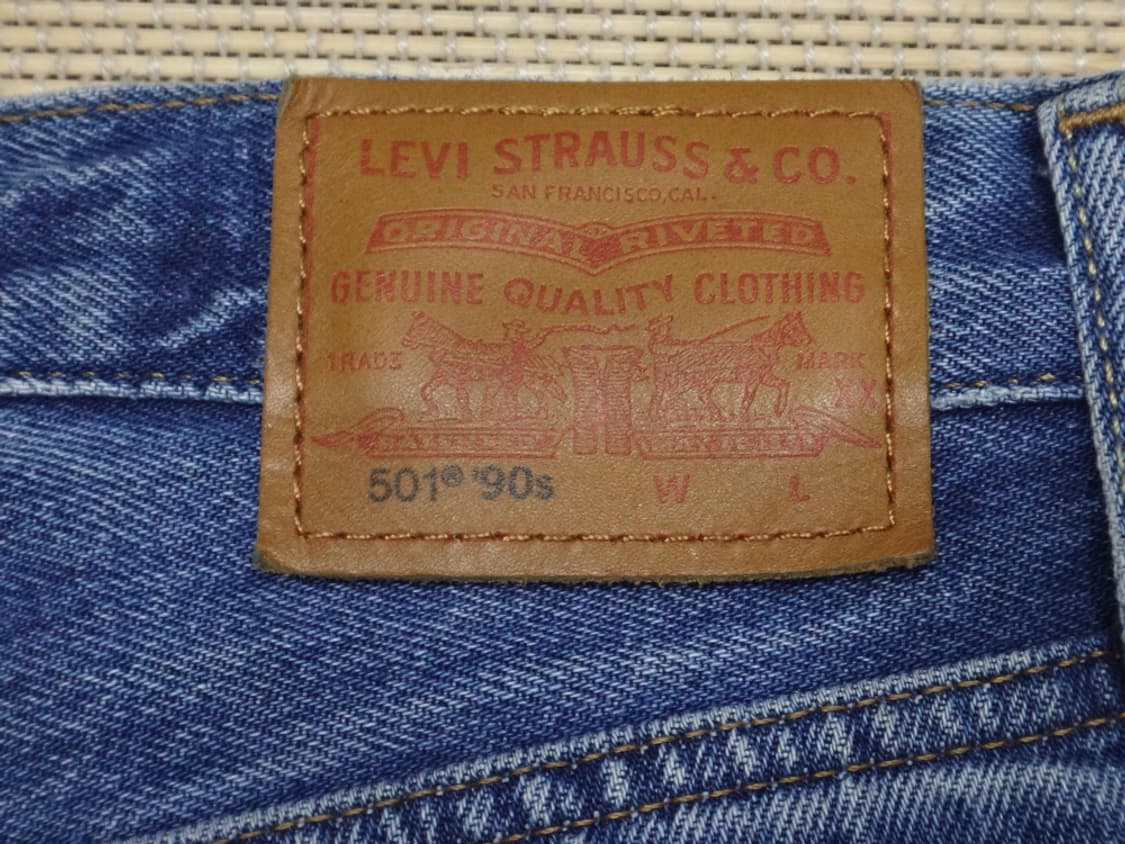 LEVI STRAUSS & CO.
SAN FRANCISCO, CAL.
ORIGINAL RIVETED
GENUINE QUALITY CLOTHING
TRADE MARK
XX
501® '90s W L